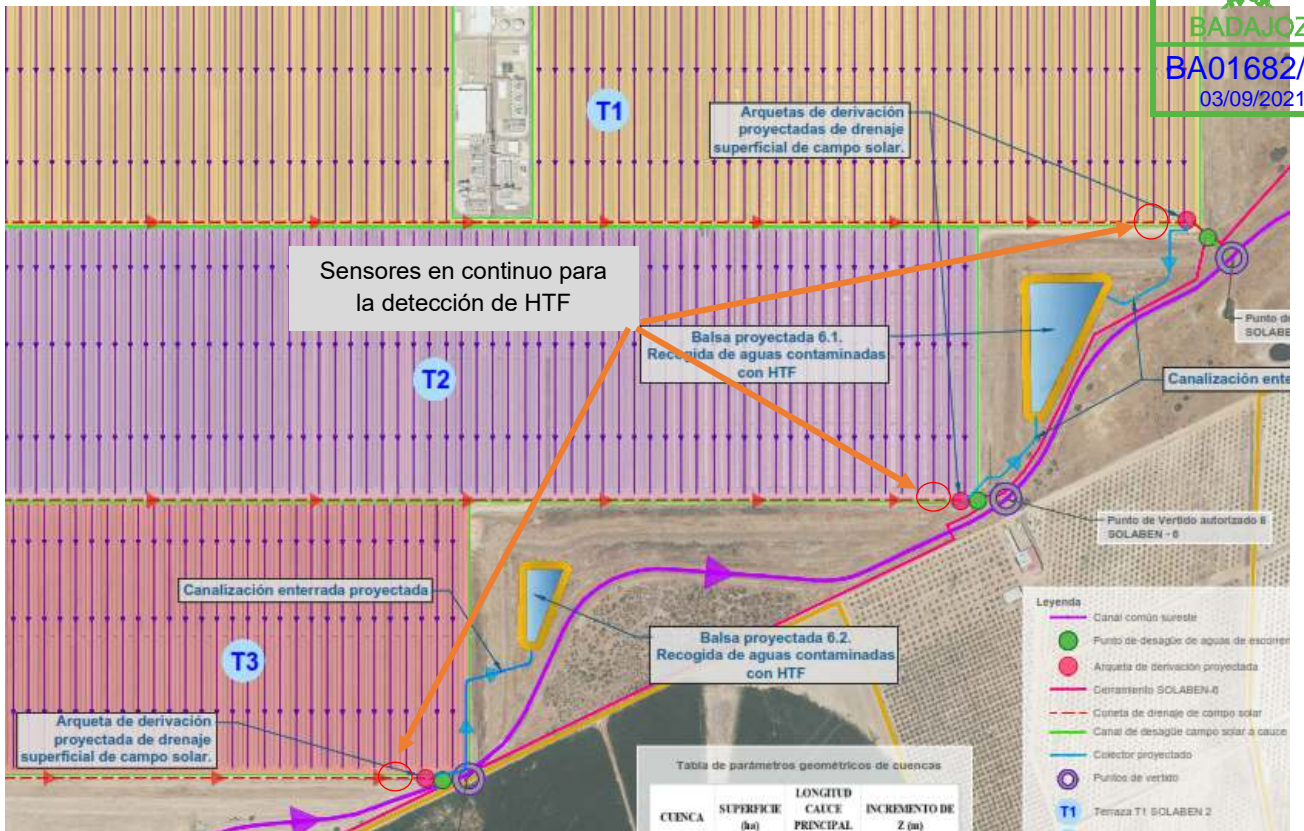 BADAJOZ
BA01682/
03/09/2021
T1
Arquetas de derivación
proyectadas de drenaje
superficial de campo solar.
Sensores en continuo para
la detección de HTF
Balsa proyectada 6.1.
Recogida de aguas contaminadas
con HTF
Punto de
SOLABE
T2
Canalización ente
Punto de Vertido autorizado 8
SOLABEN - 6
Canalización enterrada proyectada
T3
Balsa proyectada 6.2.
Recogida de aguas contaminadas
con HTF
Arqueta de derivación
proyectada de drenaje
superficial de campo solar.
Leyenda
Canal común sureste
Punto de desagüe de aguas de escorren
Arqueta de derivación proyectada
Cerramiento SOLABEN-6
Cuneta de drenaje de campo solar
Canal de desagüe campo solar a cauce
Colector proyectado
Puntos de vertido
T1 Terraza T1 SOLABEN 2
Tabla de parámetros geométricos de cuencas
CUENCA
SUPERFICIE
(ha)
LONGITUD
CAUCE
PRINCIPAL
INCREMENTO DE
Z (m)